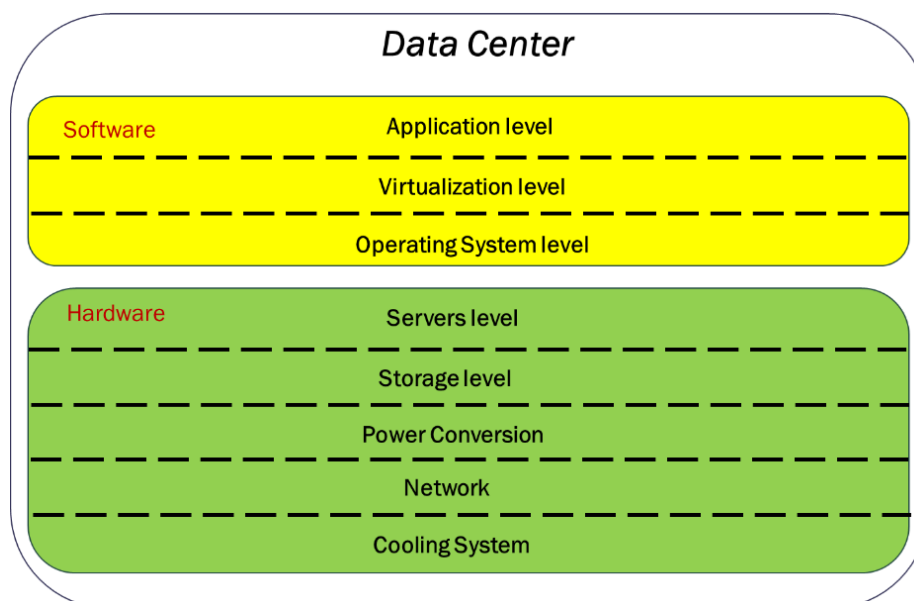 Data Center
Software
Application level
Virtualization level
Operating System level
Hardware
Servers level
Storage level
Power Conversion
Network
Cooling System